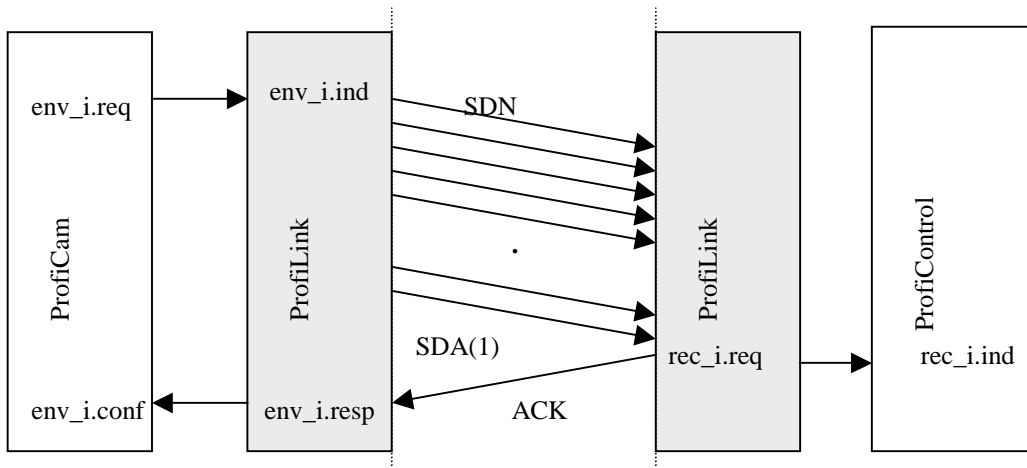 env_i.req
env_i.ind
SDN
ProfiCam
ProfiLink
.
ProfiLink
ProfiControl
SDA(1)
rec_i.req
rec_i.ind
env_i.conf
env_i.resp
ACK